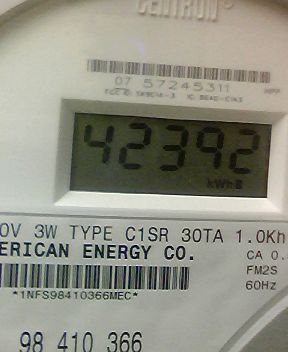 CENTRON®
07 57245311
42392
kWh
0V 3W TYPE C1SR 30TA 1.0Kh
ERICAN ENERGY CO.
CA 0.
FM2S
*1NFS98410366MEC*
60Hz
98 410 366